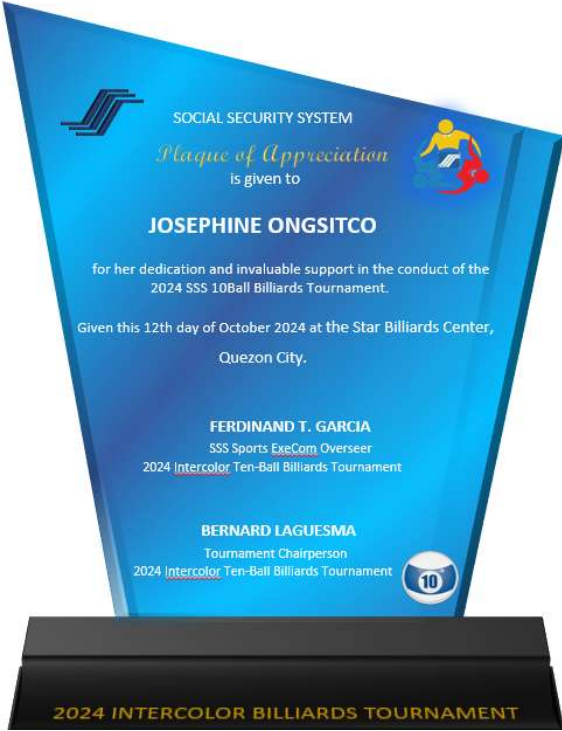 SOCIAL SECURITY SYSTEM
Plaque of Appreciation
is given to
JOSEPHINE ONGSITCO
for her dedication and invaluable support in the conduct of the
2024 SSS 10Ball Billiards Tournament.
Given this 12th day of October 2024 at the Star Billiards Center,
Quezon City.
FERDINAND T. GARCIA
SSS Sports ExeCom Overseer
2024 Intercolor Ten-Ball Billiards Tournament
BERNARD LAGUESMA
Tournament Chairperson
2024 Intercolor Ten-Ball Billiards Tournament
10
2024 INTERCOLOR BILLIARDS TOURNAMENT